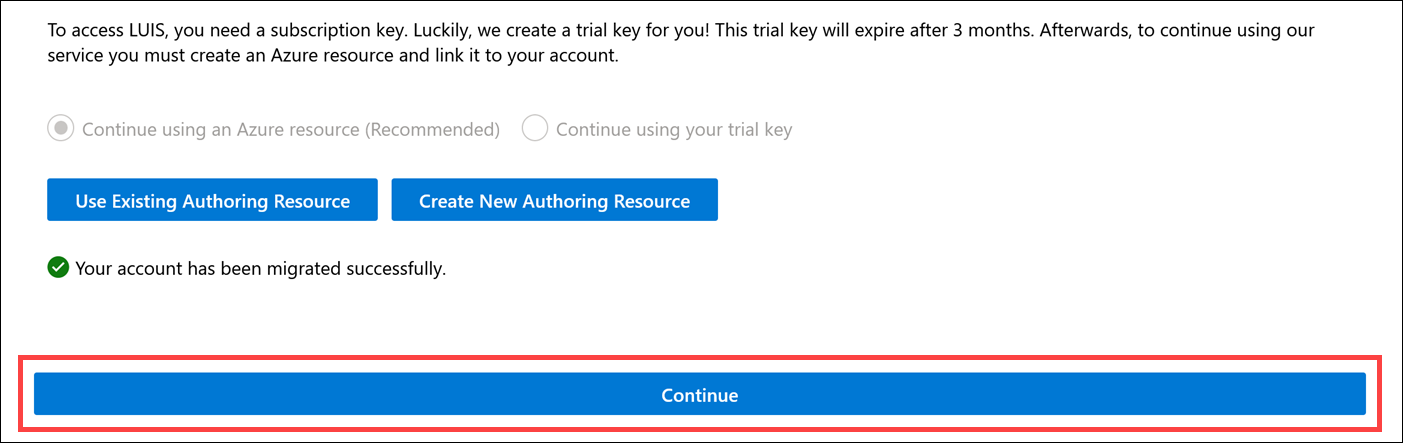 To access LUIS, you need a subscription key. Luckily, we create a trial key for you! This trial key will expire after 3 months. Afterwards, to continue using our
service you must create an Azure resource and link it to your account.
Continue using an Azure resource (Recommended) Continue using your trial key
Use Existing Authoring Resource Create New Authoring Resource
Your account has been migrated successfully.
Continue